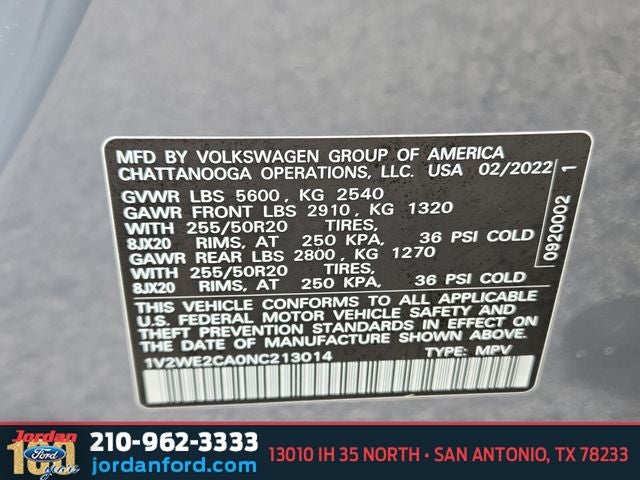 MFD BY VOLKSWAGEN GROUP OF AMERICA
CHATTANOOGA OPERATIONS, LLC. USA 02/2022
GVWR LBS 5600, KG 2540
GAWR FRONT LBS 2910, KG 1320
WITH 255/50R20 TIRES,
8JX20 RIMS, AT 250 KPA, 36 PSI COLD
GAWR REAR LBS 2800, KG 1270
WITH 255/50R20 TIRES,
8JX20 RIMS, AT 250 KPA, 36 PSI COLD
THIS VEHICLE CONFORMS TO ALL APPLICABLE
U.S. FEDERAL MOTOR VEHICLE SAFETY AND
THEFT PREVENTION STANDARDS IN EFFECT ON
THE DATE OF MANUFACTURE SHOWN ABOVE.
1V2WE2CA0NC213014 TYPE: MPV
0920002 1
Jordan
Ford
100
210-962-3333
jordanford.com
13010 IH 35 NORTH • SAN ANTONIO, TX 78233